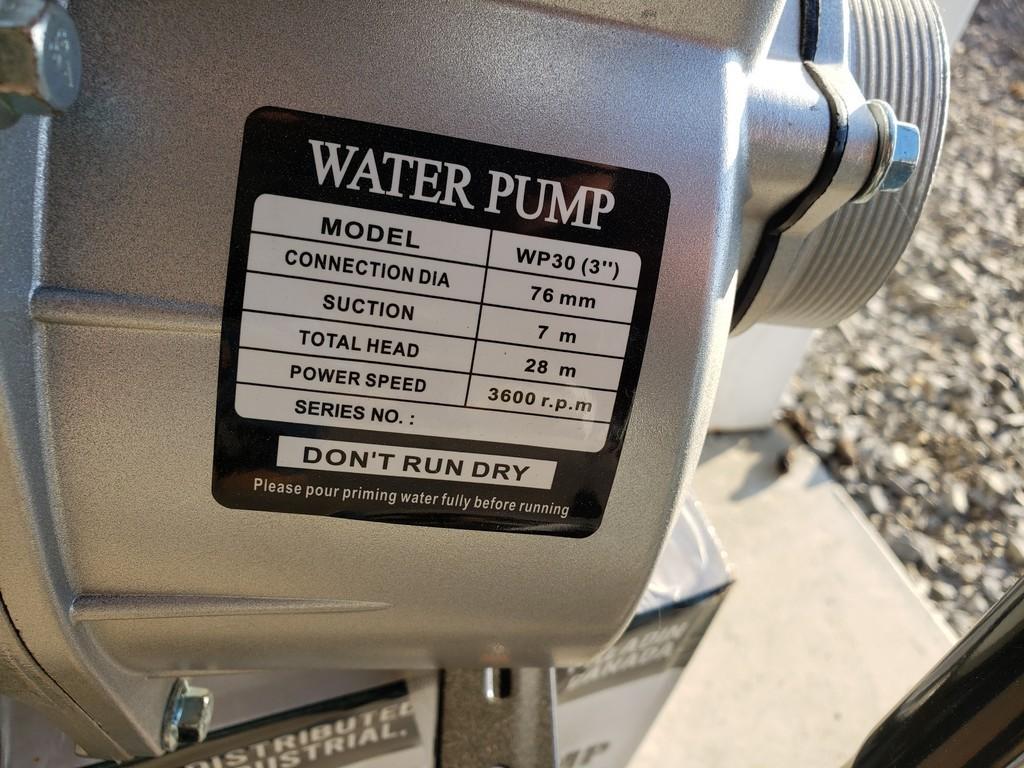 WATER PUMP
MODEL WP30 (3'')
CONNECTION DIA 76 mm
SUCTION 7 m
TOTAL HEAD 28 m
POWER SPEED 3600 r.p.m
SERIES NO. :
DON'T RUN DRY
Please pour priming water fully before running
CANADA